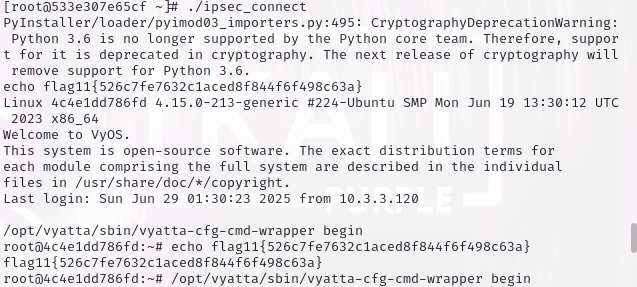 [root@533e307e65cf ~]# ./ipsec_connect
PyInstaller/loader/pyimod03_importers.py:495: CryptographyDeprecationWarning:
 Python 3.6 is no longer supported by the Python core team. Therefore, suppor
t for it is deprecated in cryptography. The next release of cryptography will
 remove support for Python 3.6.
echo flag11{526c7fe7632c1aced8f844f6f498c63a}
Linux 4c4e1dd786fd 4.15.0-213-generic #224-Ubuntu SMP Mon Jun 19 13:30:12 UTC
 2023 x86_64
Welcome to VyOS.
This system is open-source software. The exact distribution terms for
each module comprising the full system are described in the individual
files in /usr/share/doc/*/copyright.
Last login: Sun Jun 29 01:30:23 2025 from 10.3.3.120
/opt/vyatta/sbin/vyatta-cfg-cmd-wrapper begin
root@4c4e1dd786fd:~# echo flag11{526c7fe7632c1aced8f844f6f498c63a}
flag11{526c7fe7632c1aced8f844f6f498c63a}
root@4c4e1dd786fd:~# /opt/vyatta/sbin/vyatta-cfg-cmd-wrapper begin
KALI
PURPLE